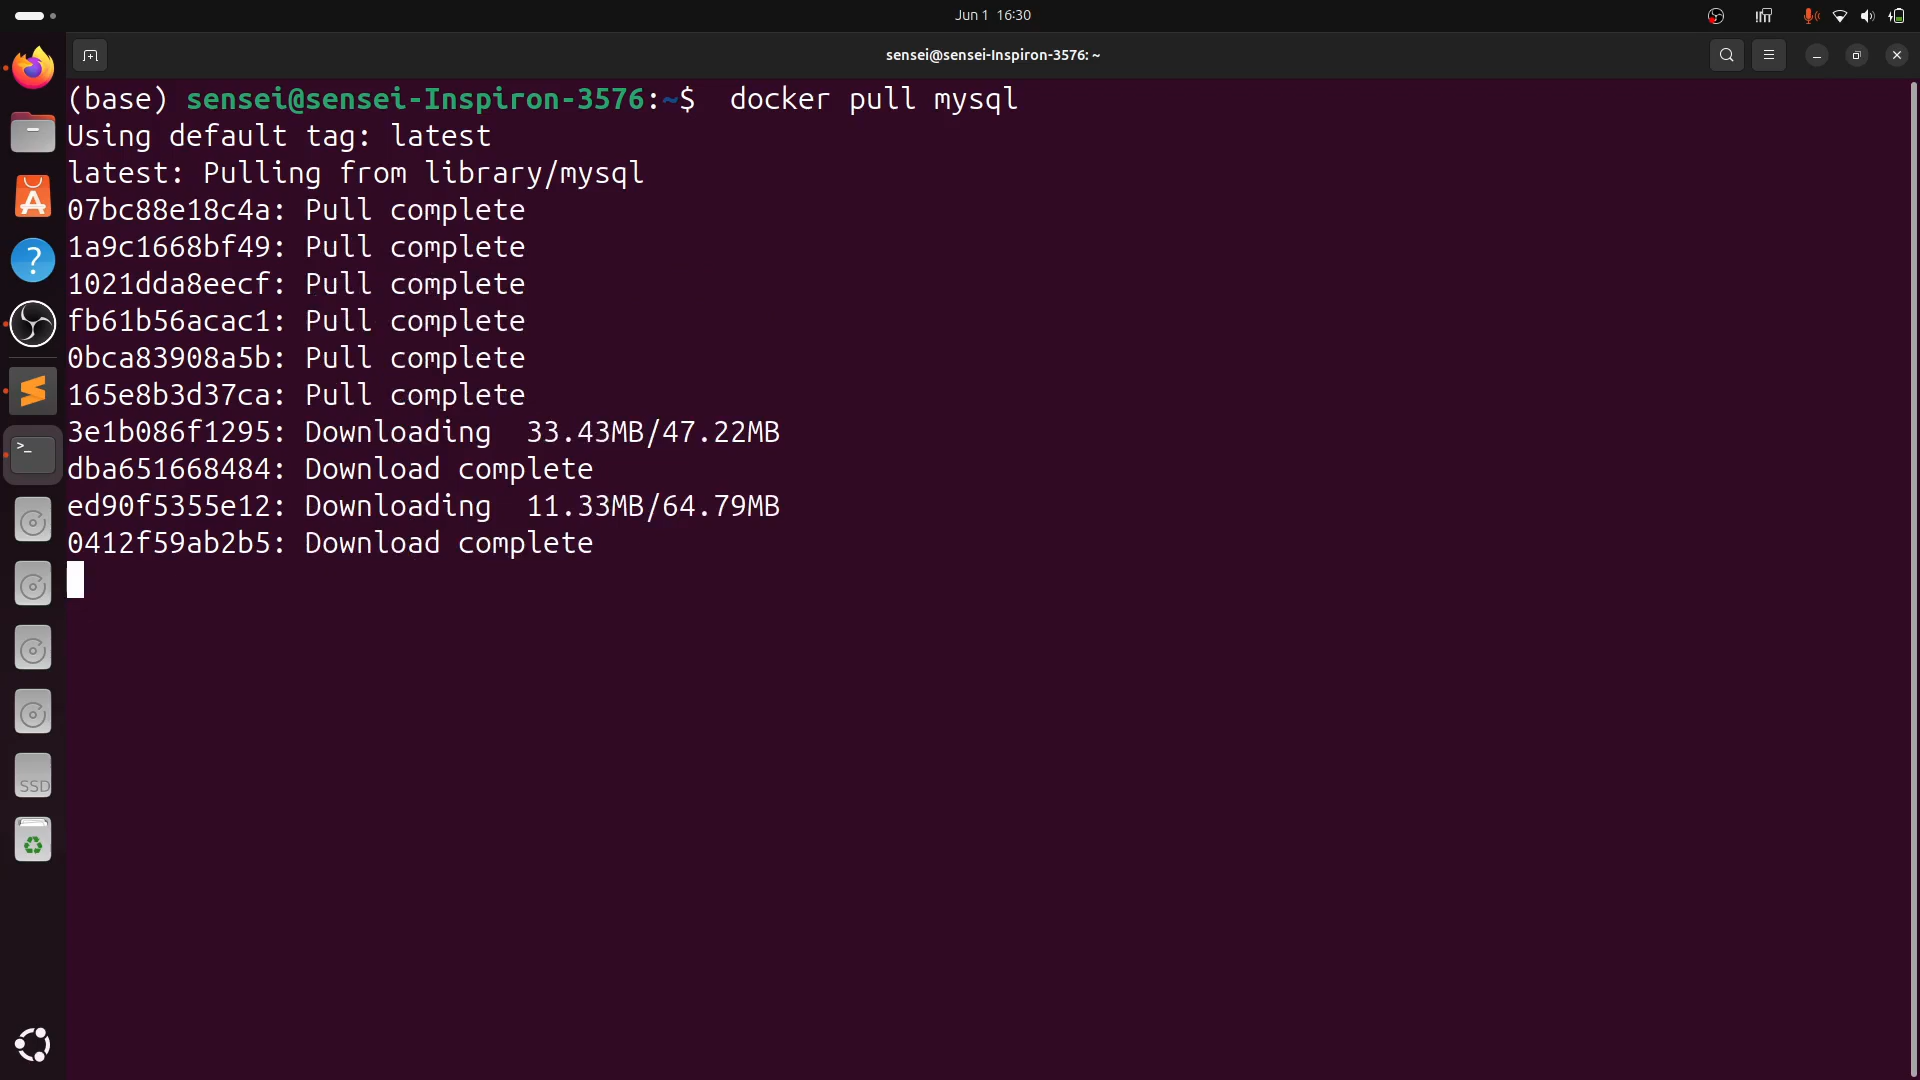 Jun 1 16:30
sensei@sensei-Inspiron-3576: ~
(base) sensei@sensei-Inspiron-3576:~$  docker pull mysql
Using default tag: latest
latest: Pulling from library/mysql
07bc88e18c4a: Pull complete
1a9c1668bf49: Pull complete
1021dda8eecf: Pull complete
fb61b56acac1: Pull complete
0bca83908a5b: Pull complete
165e8b3d37ca: Pull complete
3e1b086f1295: Downloading  33.43MB/47.22MB
dba651668484: Download complete
ed90f5355e12: Downloading  11.33MB/64.79MB
0412f59ab2b5: Download complete
SSD